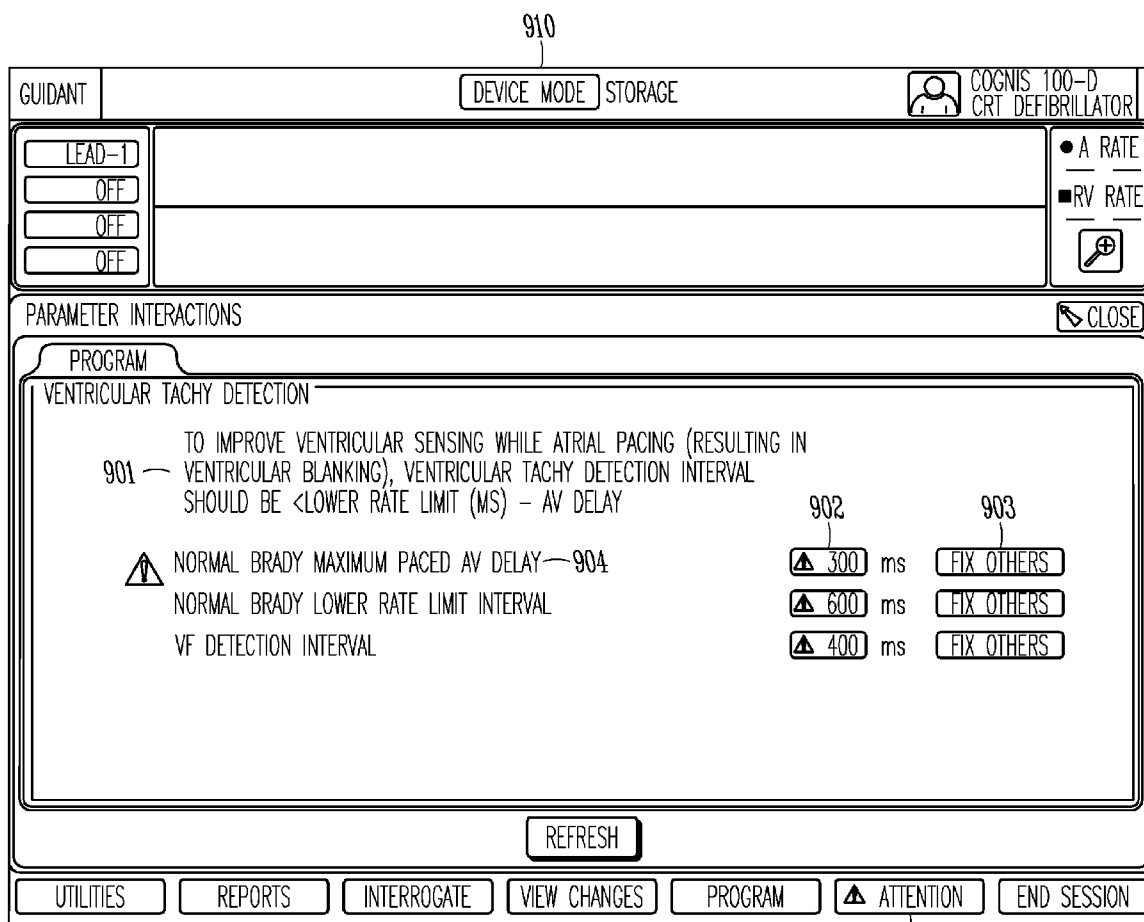 910
GUIDANT
DEVICE MODE STORAGE
COGNIS 100-D
CRT DEFIBRILLATOR
LEAD-1
OFF
OFF
OFF
A RATE
RV RATE
PARAMETER INTERACTIONS
CLOSE
PROGRAM
VENTRICULAR TACHY DETECTION
TO IMPROVE VENTRICULAR SENSING WHILE ATRIAL PACING (RESULTING IN
901 VENTRICULAR BLANKING), VENTRICULAR TACHY DETECTION INTERVAL
SHOULD BE <LOWER RATE LIMIT (MS) – AV DELAY
902 903
NORMAL BRADY MAXIMUM PACED AV DELAY 904 300 ms FIX OTHERS
NORMAL BRADY LOWER RATE LIMIT INTERVAL 600 ms FIX OTHERS
VF DETECTION INTERVAL 400 ms FIX OTHERS
REFRESH
UTILITIES REPORTS INTERROGATE VIEW CHANGES PROGRAM ATTENTION END SESSION